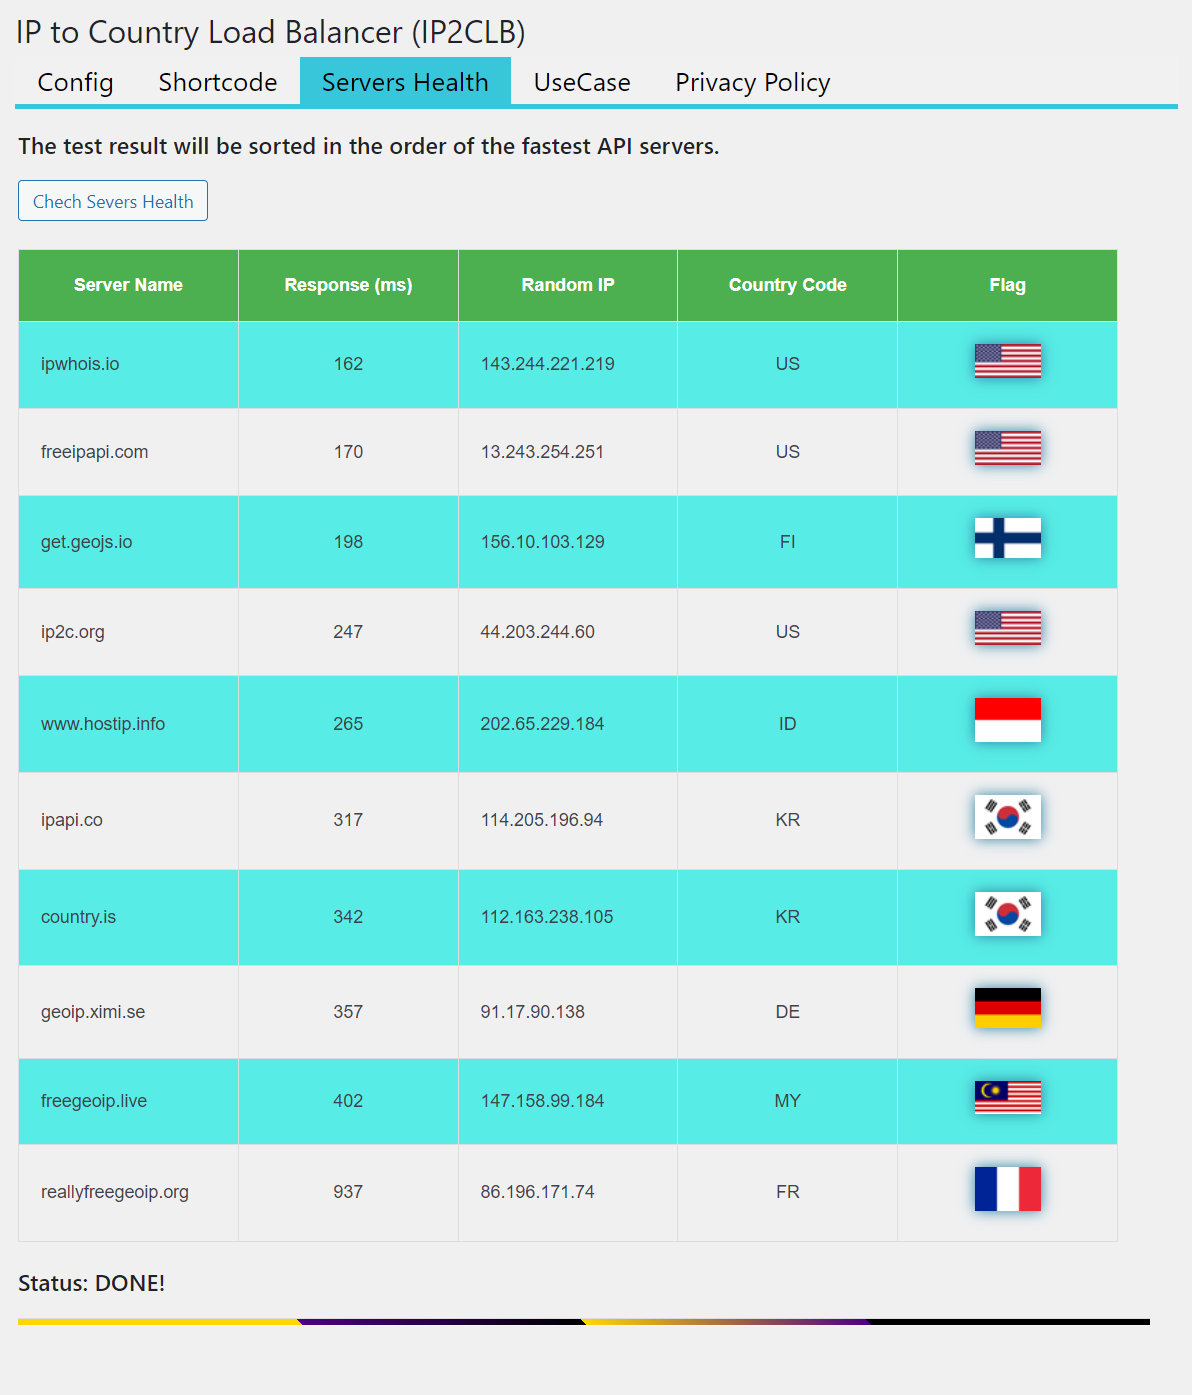 IP to Country Load Balancer (IP2CLB)
Config Shortcode Servers Health UseCase Privacy Policy
The test result will be sorted in the order of the fastest API servers.
Chech Severs Health
Server Name Response (ms) Random IP Country Code Flag
ipwhois.io 162 143.244.221.219 US
freeipapi.com 170 13.243.254.251 US
get.geojs.io 198 156.10.103.129 FI
ip2c.org 247 44.203.244.60 US
www.hostip.info 265 202.65.229.184 ID
ipapi.co 317 114.205.196.94 KR
country.is 342 112.163.238.105 KR
geoip.ximi.se 357 91.17.90.138 DE
freegeoip.live 402 147.158.99.184 MY
reallyfreegeoip.org 937 86.196.171.74 FR
Status: DONE!